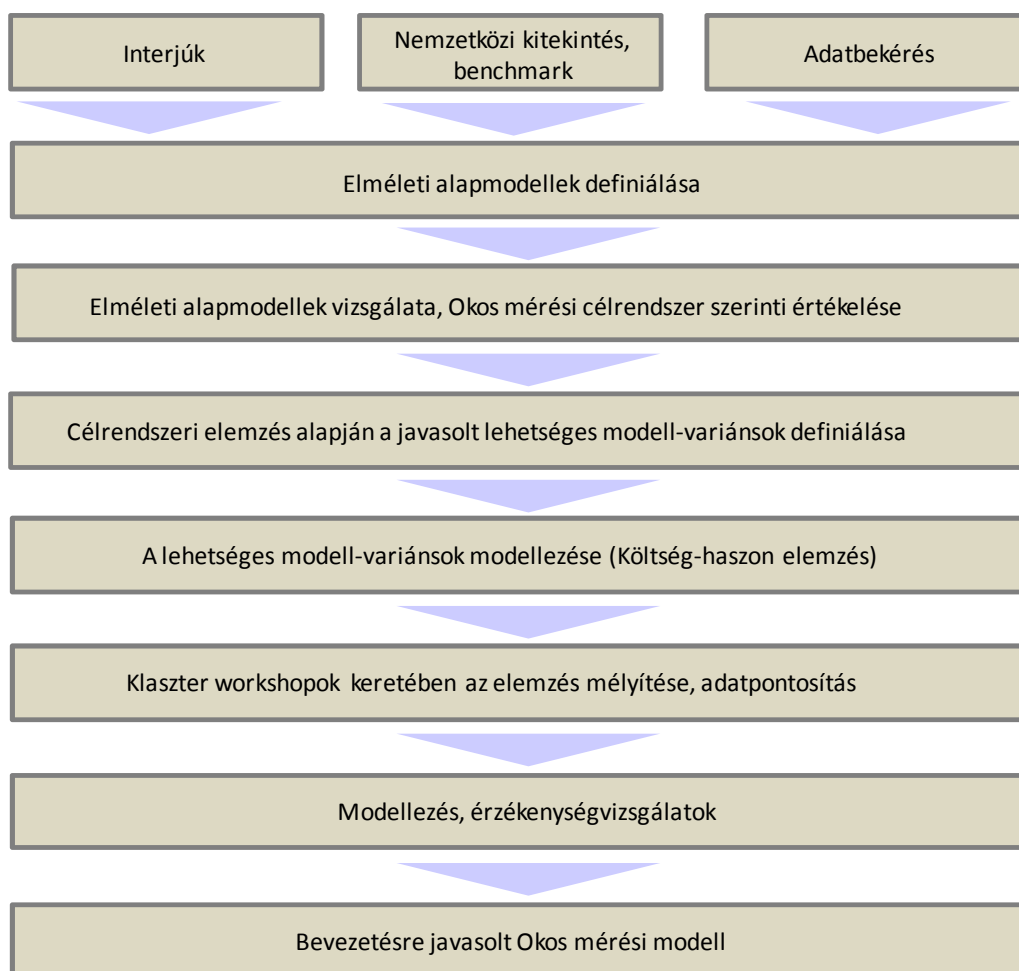 Interjúk
Nemzetközi kitekintés,
benchmark
Adatbekérés
Elméleti alapmodellek definiálása
Elméleti alapmodellek vizsgálata, Okos mérési célrendszer szerinti értékelése
Célrendszeri elemzés alapján a javasolt lehetséges modell-variánsok definiálása
A lehetséges modell-variánsok modellezése (Költség-haszon elemzés)
Klaszter workshopok keretében az elemzés mélyítése, adatpontosítás
Modellezés, érzékenységvizsgálatok
Bevezetésre javasolt Okos mérési modell